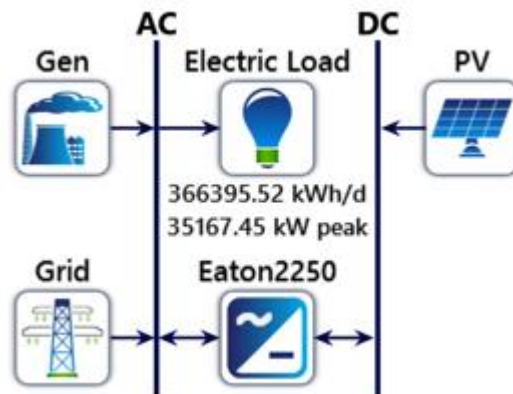 AC DC
Gen Electric Load PV
366395.52 kWh/d
35167.45 kW peak
Grid Eaton2250